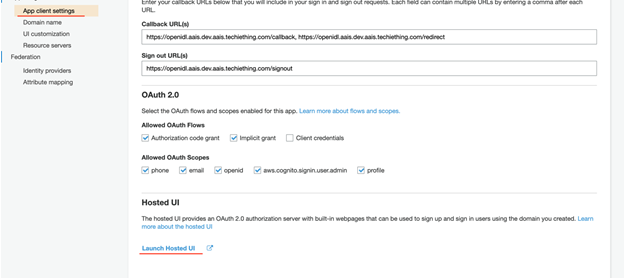 App client settings
Domain name
UI customization
Resource servers
Federation
Identity providers
Attribute mapping
Enter your callback URLs below that you will include in your sign in and sign out requests. Each field can contain multiple URLs by entering a comma after each
URL.
Callback URL(s)
https://openidl.aais.dev.aais.techiething.com/callback, https://openidl.aais.dev.aais.techiething.com/redirect
Sign out URL(s)
https://openidl.aais.dev.aais.techiething.com/signout
OAuth 2.0
Select the OAuth flows and scopes enabled for this app. Learn more about flows and scopes.
Allowed OAuth Flows
Authorization code grant Implicit grant Client credentials
Allowed OAuth Scopes
phone email openid aws.cognito.signin.user.admin profile
Hosted UI
The hosted UI provides an OAuth 2.0 authorization server with built-in webpages that can be used to sign up and sign in users using the domain you created. Learn
more about the hosted UI
Launch Hosted UI